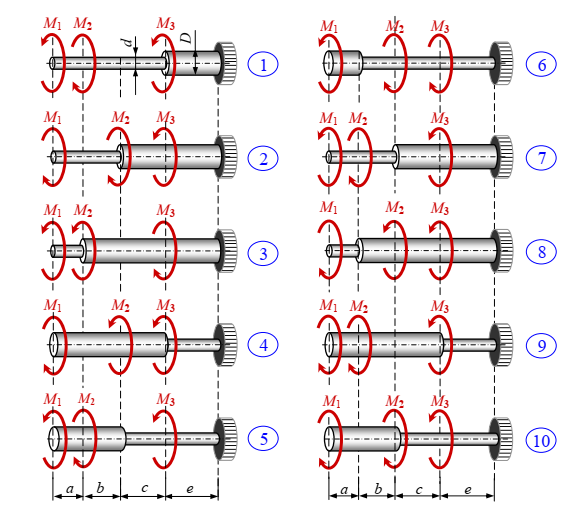 M₁ M₂ d M₃ D 1
M₁ M₂ M₃ 6
M₁ M₂ M₃ 2
M₁ M₂ M₃ 7
M₁ M₂ M₃ 3
M₁ M₂ M₃ 8
M₁ M₂ M₃ 4
M₁ M₂ M₃ 9
M₁ M₂ M₃ 5
M₁ M₂ M₃ 10
a b c e
a b c e